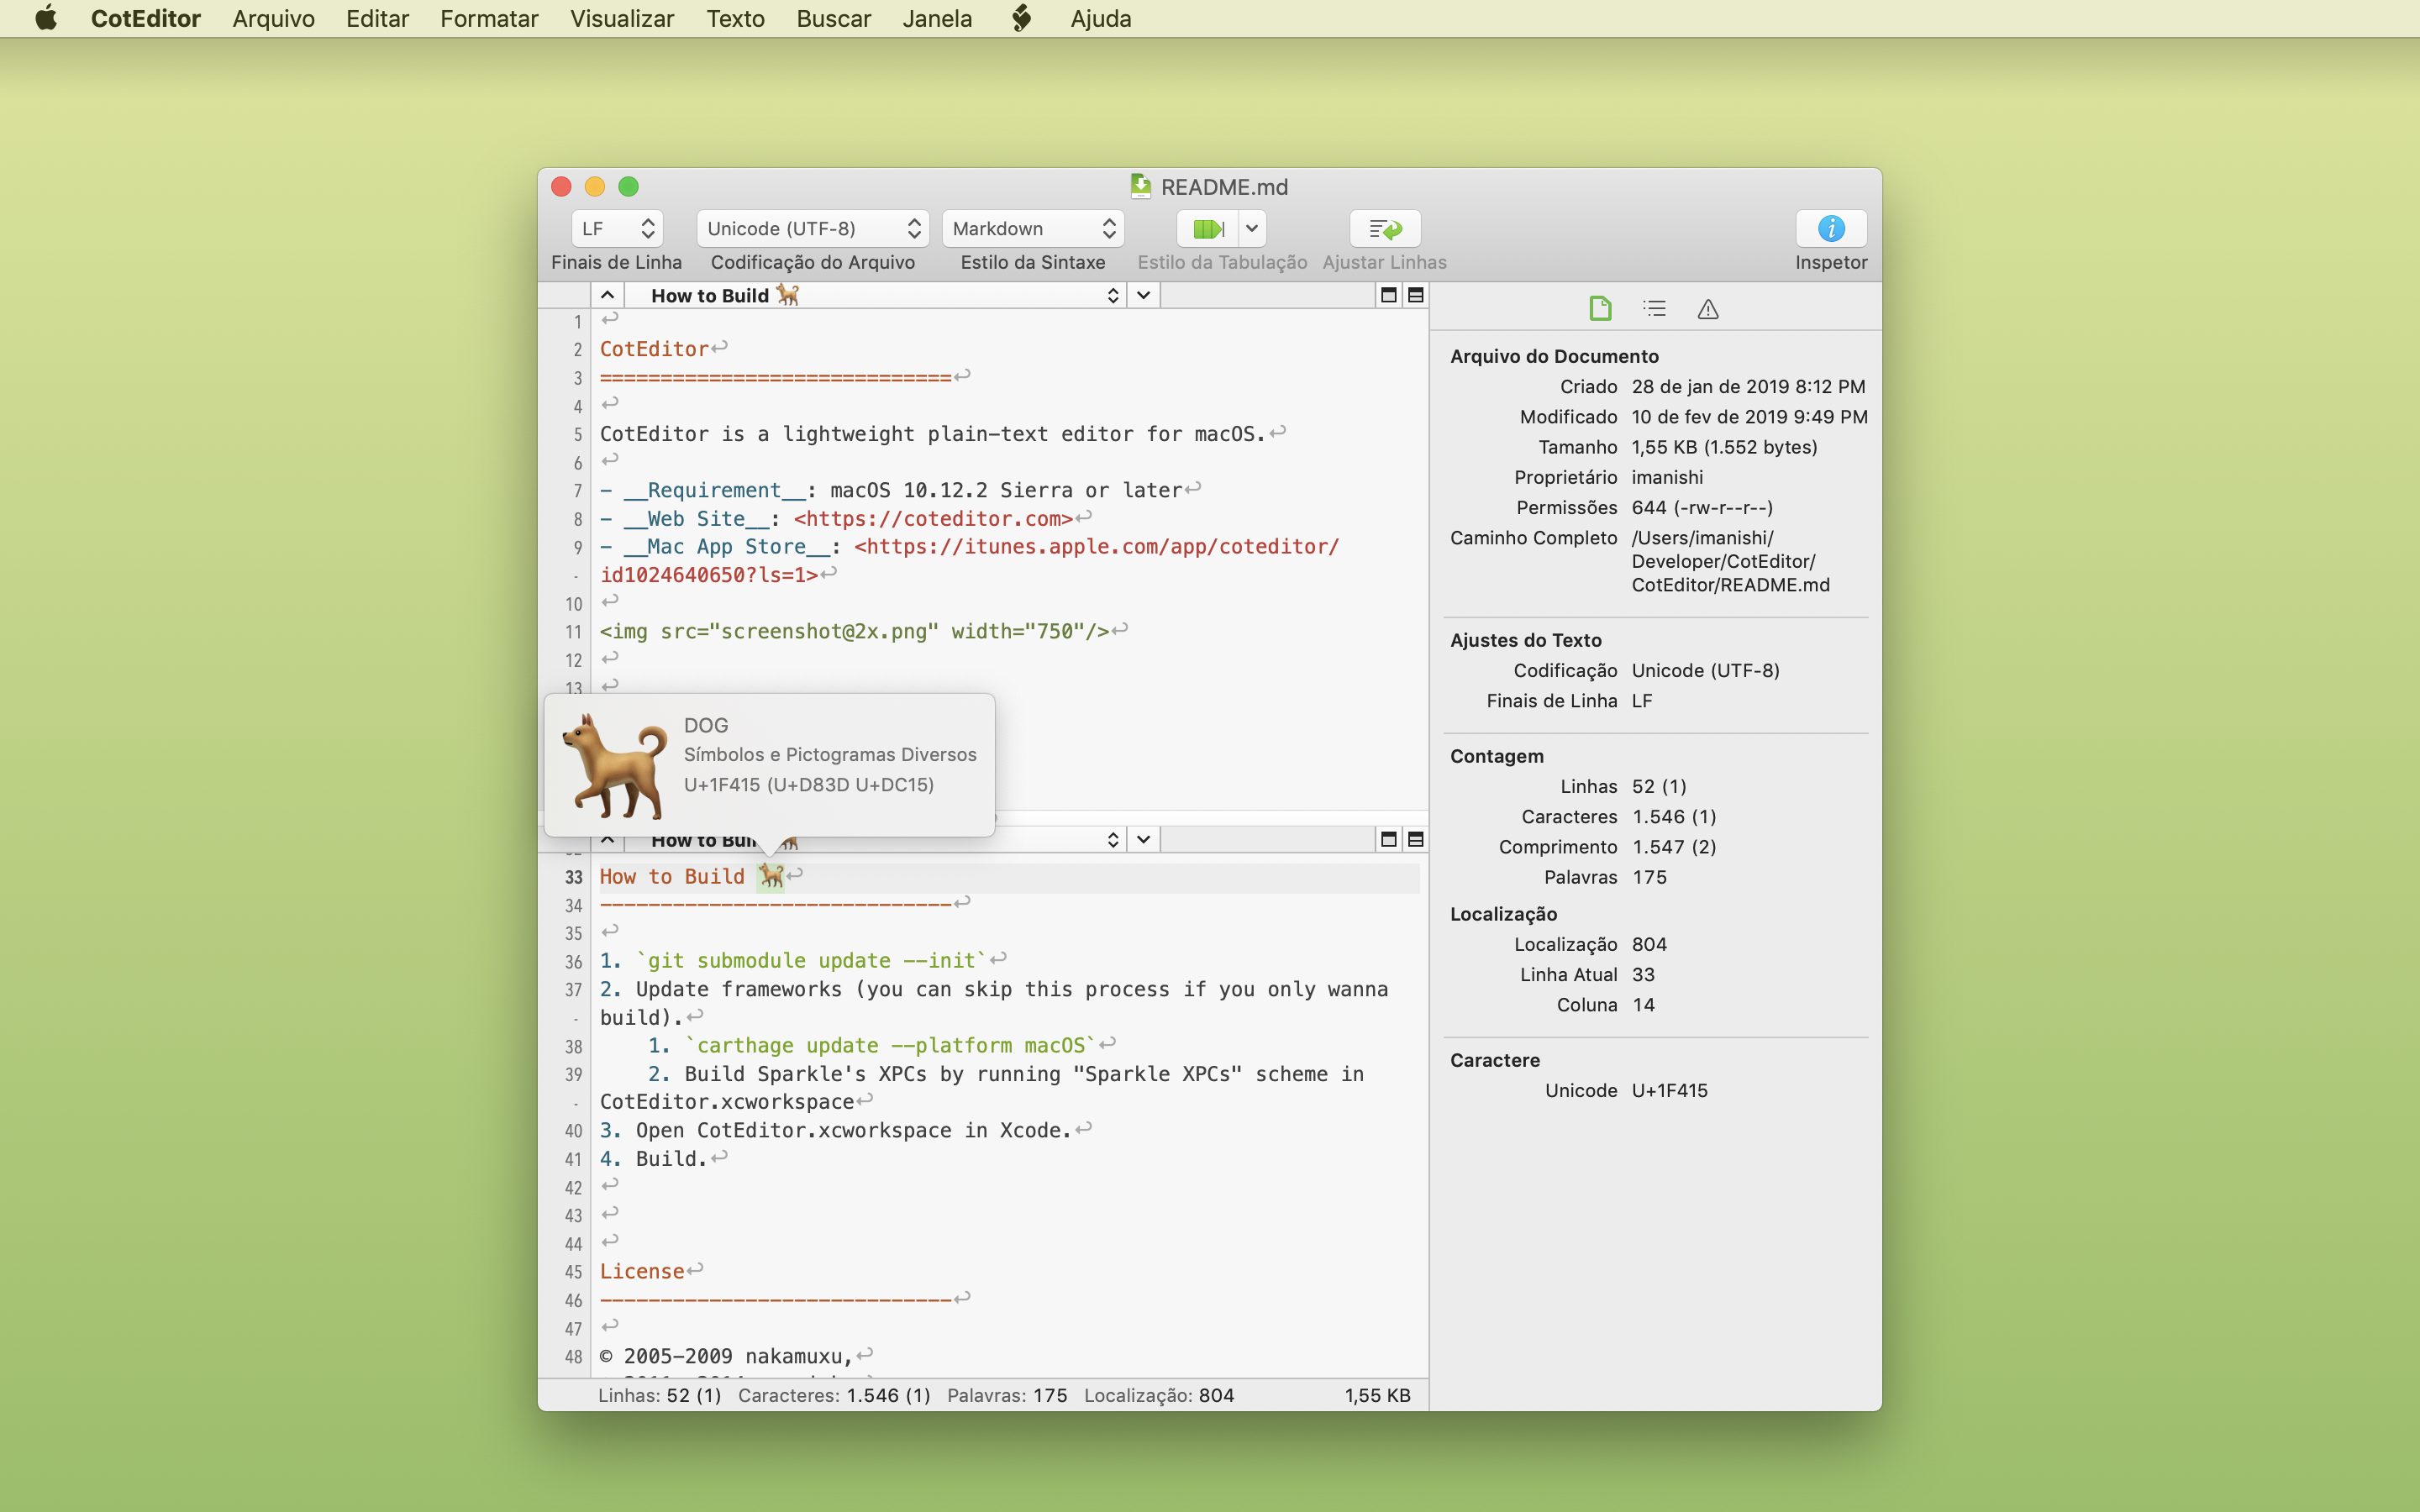 CotEditor Arquivo Editar Formatar Visualizar Texto Buscar Janela Ajuda
README.md
LF Unicode (UTF-8) Markdown
Finais de Linha Codificação do Arquivo Estilo da Sintaxe Estilo da Tabulação Ajustar Linhas Inspetor
How to Build 🐕
1 ↩
2 CotEditor↩
3 =============================↩
4 ↩
5 CotEditor is a lightweight plain-text editor for macOS.↩
6 ↩
7 - __Requirement__: macOS 10.12.2 Sierra or later↩
8 - __Web Site__: <https://coteditor.com>↩
9 - __Mac App Store__: <https://itunes.apple.com/app/coteditor/
- id1024640650?ls=1>↩
10 ↩
11 <img src="screenshot@2x.png" width="750"/>↩
12 ↩
13 ↩
DOG
Símbolos e Pictogramas Diversos
U+1F415 (U+D83D U+DC15)
How to Buil
33 How to Build 🐕↩
34 -----------------------------↩
35 ↩
36 1. `git submodule update --init`↩
37 2. Update frameworks (you can skip this process if you only wanna
- build).↩
38 1. `carthage update --platform macOS`↩
39 2. Build Sparkle's XPCs by running "Sparkle XPCs" scheme in
- CotEditor.xcworkspace↩
40 3. Open CotEditor.xcworkspace in Xcode.↩
41 4. Build.↩
42 ↩
43 ↩
44 ↩
45 License↩
46 -----------------------------↩
47 ↩
48 © 2005-2009 nakamuxu,↩
Linhas: 52 (1) Caracteres: 1.546 (1) Palavras: 175 Localização: 804 1,55 KB
Arquivo do Documento
Criado 28 de jan de 2019 8:12 PM
Modificado 10 de fev de 2019 9:49 PM
Tamanho 1,55 KB (1.552 bytes)
Proprietário imanishi
Permissões 644 (-rw-r--r--)
Caminho Completo /Users/imanishi/
Developer/CotEditor/
CotEditor/README.md
Ajustes do Texto
Codificação Unicode (UTF-8)
Finais de Linha LF
Contagem
Linhas 52 (1)
Caracteres 1.546 (1)
Comprimento 1.547 (2)
Palavras 175
Localização
Localização 804
Linha Atual 33
Coluna 14
Caractere
Unicode U+1F415